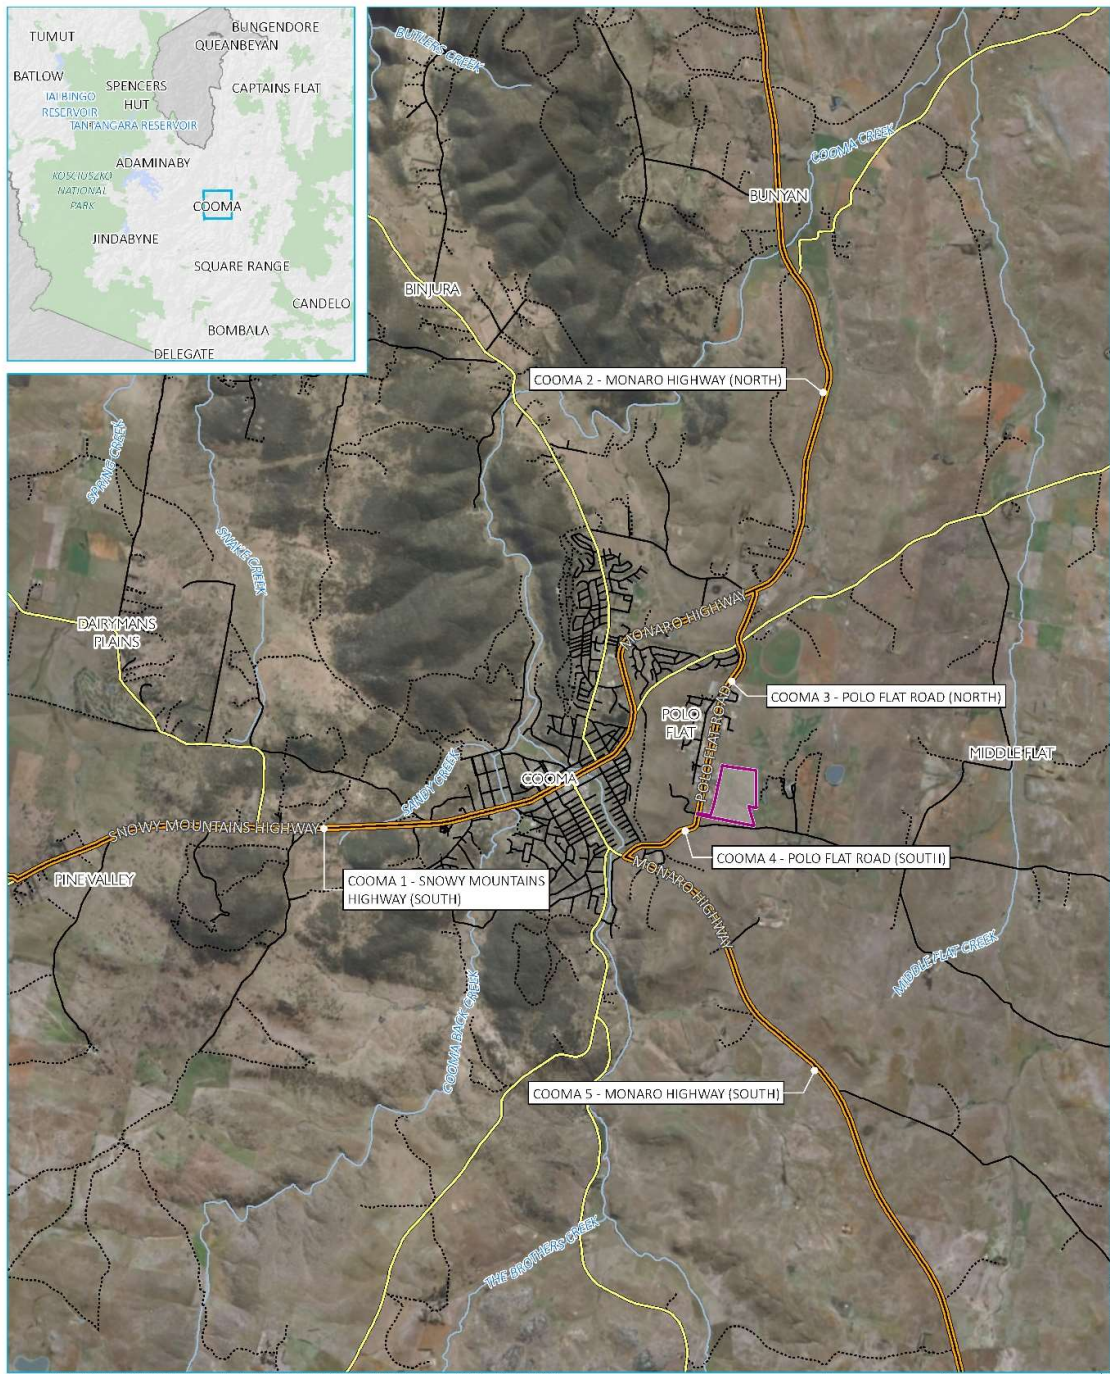 TUMUT
BUNGENDORE
QUEANBEYAN
BATLOW
SPENCERS
HUT
CAPTAINS FLAT
RESERVOIR
TANTANGARA RESERVOIR
ADAMINABY
KOSCIUSZKO
NATIONAL
PARK
COOMA
JINDABYNE
SQUARE RANGE
CANDELO
BOMBALA
DELEGATE
BUTLERS CREEK
COOMA CREEK
BUNYAN
BINJURA
COOMA 2 - MONARO HIGHWAY (NORTH)
SPRING CREEK
SNAKE CREEK
DAIRYMANS
PLAINS
MONARO HIGHWAY
COOMA 3 - POLO FLAT ROAD (NORTH)
POLO
FLAT
POLO FLAT ROAD
MIDDLE FLAT
COOMA
SANDY CREEK
SNOWY MOUNTAINS HIGHWAY
COOMA 4 - POLO FLAT ROAD (SOUTH)
PINE VALLEY
COOMA 1 - SNOWY MOUNTAINS
HIGHWAY (SOUTH)
MONARO HIGHWAY
MIDDLE FLAT CREEK
COOMA BACK CREEK
COOMA 5 - MONARO HIGHWAY (SOUTH)
THE BROTHERS CREEK